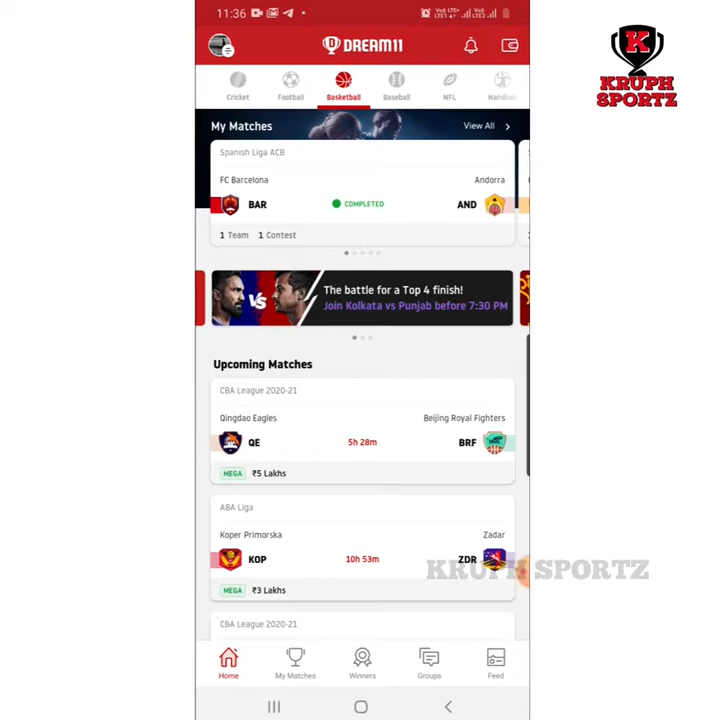 11:36
DREAM11
Cricket Football Basketball Baseball NFL Handball
My Matches View All
Spanish Liga ACB
FC Barcelona Andorra
BAR COMPLETED AND
1 Team 1 Contest
VS
The battle for a Top 4 finish!
Join Kolkata vs Punjab before 7:30 PM
Upcoming Matches
CBA League 2020-21
Qingdao Eagles Beijing Royal Fighters
QE 5h 28m BRF
MEGA ₹5 Lakhs
ABA Liga
Koper Primorska Zadar
KOP 10h 53m ZDR
MEGA ₹3 Lakhs
CBA League 2020-21
Home My Matches Winners Groups Feed
K
KRUPH
SPORTZ
KRUPH SPORTZ